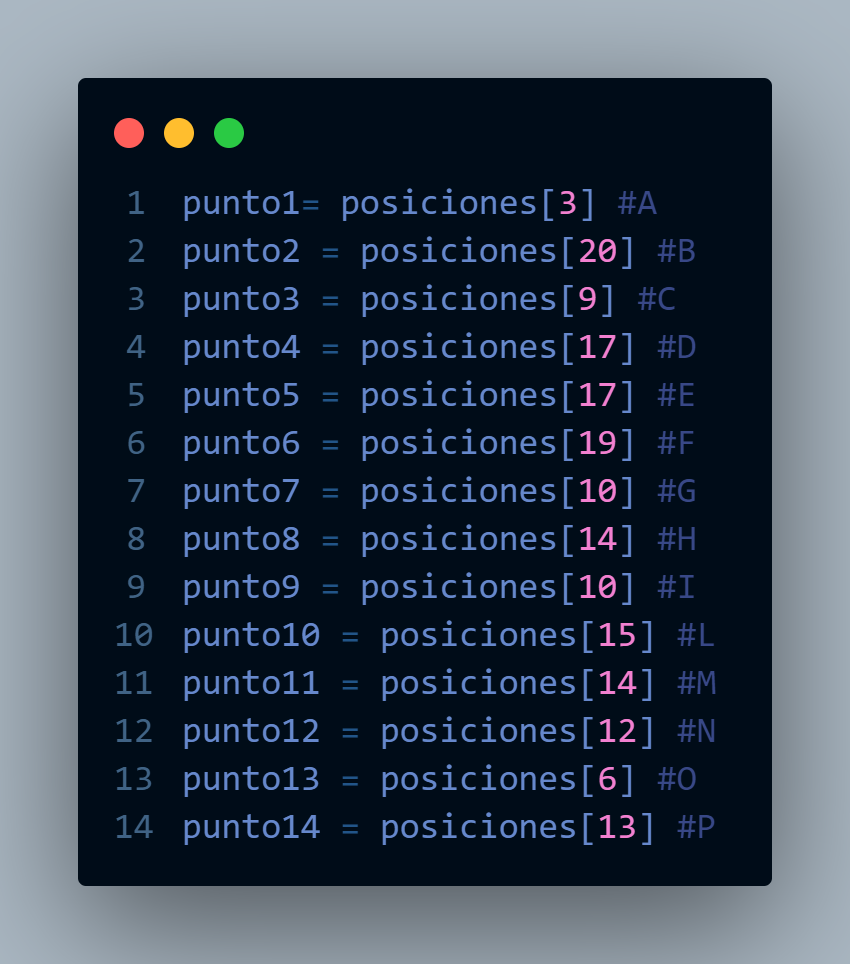 1 punto1= posiciones[3] #A
2 punto2 = posiciones[20] #B
3 punto3 = posiciones[9] #C
4 punto4 = posiciones[17] #D
5 punto5 = posiciones[17] #E
6 punto6 = posiciones[19] #F
7 punto7 = posiciones[10] #G
8 punto8 = posiciones[14] #H
9 punto9 = posiciones[10] #I
10 punto10 = posiciones[15] #L
11 punto11 = posiciones[14] #M
12 punto12 = posiciones[12] #N
13 punto13 = posiciones[6] #O
14 punto14 = posiciones[13] #P